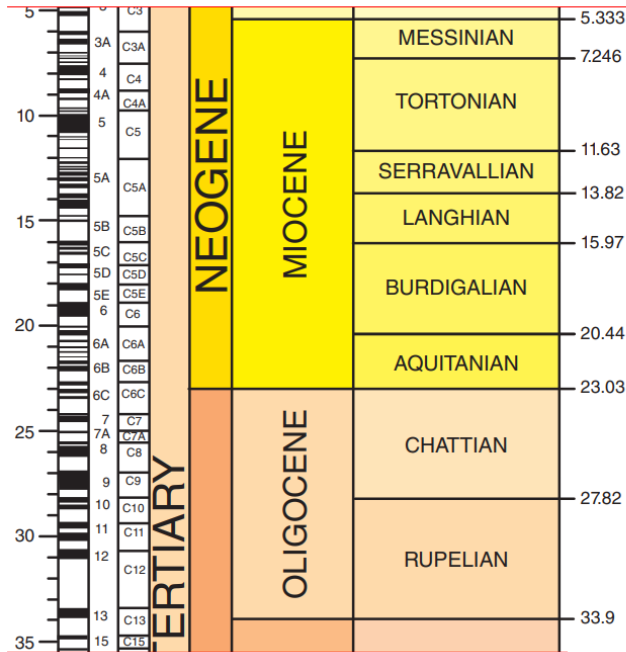 5
10
15
20
25
30
35
3A
4
4A
5
5A
5B
5C
5D
5E
6
6A
6B
6C
7
7A
8
9
10
11
12
13
15
C3
C3A
C4
C4A
C5
C5A
C5B
C5C
C5D
C5E
C6
C6A
C6B
C6C
C7
C7A
C8
C9
C10
C11
C12
C13
C15
TERTIARY
NEOGENE
MIOCENE
OLIGOCENE
MESSINIAN
TORTONIAN
SERRAVALLIAN
LANGHIAN
BURDIGALIAN
AQUITANIAN
CHATTIAN
RUPELIAN
5.333
7.246
11.63
13.82
15.97
20.44
23.03
27.82
33.9